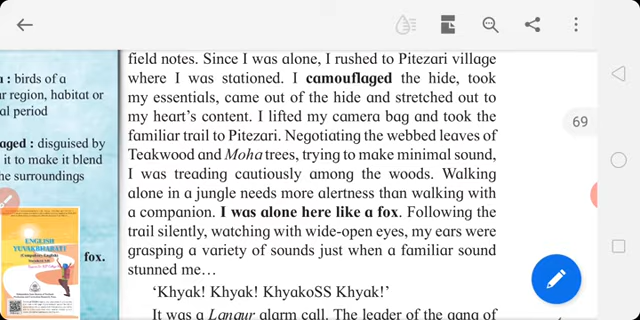 field notes. Since I was alone, I rushed to Pitezari village
where I was stationed. I camouflaged the hide, took
my essentials, came out of the hide and stretched out to
my heart's content. I lifted my camera bag and took the
familiar trail to Pitezari. Negotiating the webbed leaves of
Teakwood and Moha trees, trying to make minimal sound,
I was treading cautiously among the woods. Walking
alone in a jungle needs more alertness than walking with
a companion. I was alone here like a fox. Following the
trail silently, watching with wide-open eyes, my ears were
grasping a variety of sounds just when a familiar sound
stunned me…
'Khyak! Khyak! KhyakoSS Khyak!'
It was a Langur alarm call. The leader of the gang of
: birds of a
ar region, habitat or
al period
aged : disguised by
it to make it blend
he surroundings
fox.
ENGLISH
YUVAKBHARATI
69